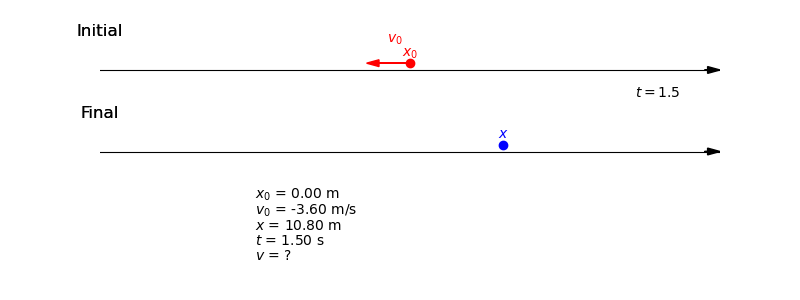 Initial
v₀
x₀
t = 1.5
Final
x
x₀ = 0.00 m
v₀ = -3.60 m/s
x = 10.80 m
t = 1.50 s
v = ?